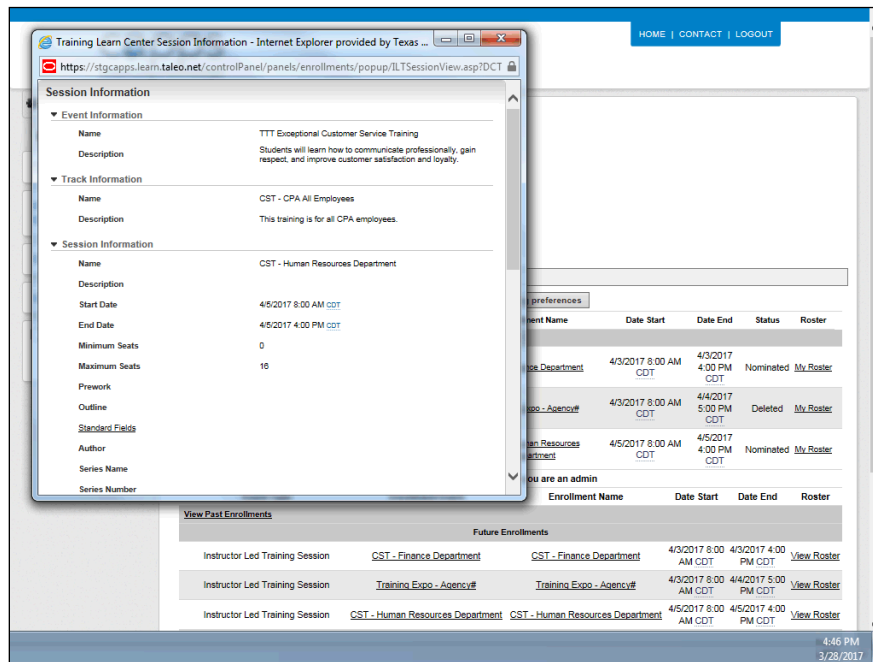 HOME | CONTACT | LOGOUT
Training Learn Center Session Information - Internet Explorer provided by Texas ...
https://stgcapps.learn.taleo.net/controlPanel/panels/enrollments/popup/ILTSessionView.asp?DCT
Session Information
Event Information
Name TTT Exceptional Customer Service Training
Description Students will learn how to communicate professionally, gain
respect, and improve customer satisfaction and loyalty.
Track Information
Name CST - CPA All Employees
Description This training is for all CPA employees.
Session Information
Name CST - Human Resources Department
Description
Start Date 4/5/2017 8:00 AM CDT
End Date 4/5/2017 4:00 PM CDT
Minimum Seats 0
Maximum Seats 16
Prework
Outline
Standard Fields
Author
Series Name
Series Number
preferences
ment Name Date Start Date End Status Roster
nce Department 4/3/2017 8:00 AM CDT 4/3/2017 4:00 PM CDT Nominated My Roster
xpo - Agency# 4/3/2017 8:00 AM CDT 4/4/2017 5:00 PM CDT Deleted My Roster
man Resources
artment 4/5/2017 8:00 AM CDT 4/5/2017 4:00 PM CDT Nominated My Roster
ou are an admin
Enrollment Name Date Start Date End Roster
View Past Enrollments
Future Enrollments
Instructor Led Training Session CST - Finance Department CST - Finance Department 4/3/2017 8:00 AM CDT 4/3/2017 4:00 PM CDT View Roster
Instructor Led Training Session Training Expo - Agency# Training Expo - Agency# 4/3/2017 8:00 AM CDT 4/4/2017 5:00 PM CDT View Roster
Instructor Led Training Session CST - Human Resources Department CST - Human Resources Department 4/5/2017 8:00 AM CDT 4/5/2017 4:00 PM CDT View Roster
4:46 PM
3/28/2017